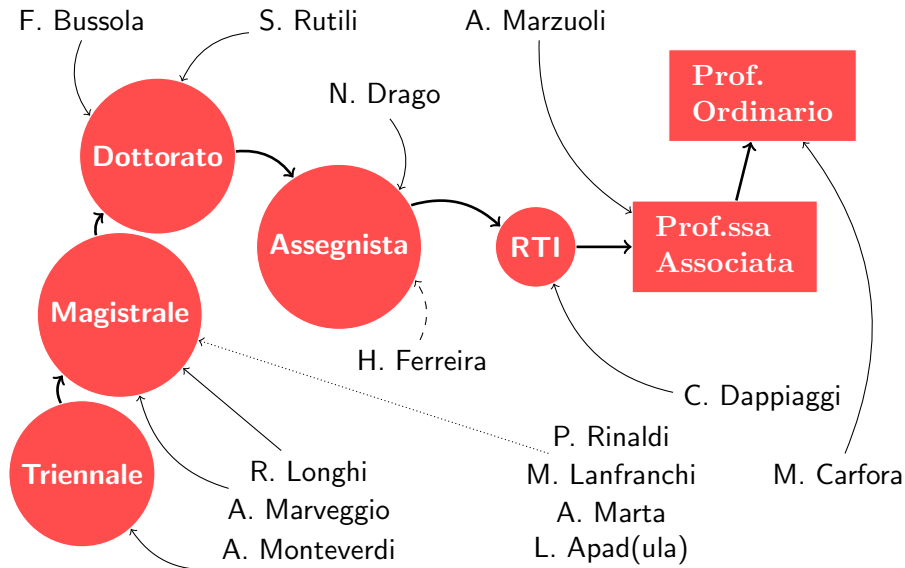 F. Bussola
S. Rutili
A. Marzuoli
Prof.
Ordinario
N. Drago
Dottorato
Assegnista
RTI
Prof.ssa
Associata
Magistrale
H. Ferreira
C. Dappiaggi
P. Rinaldi
M. Lanfranchi
A. Marta
L. Apad(ula)
M. Carfora
Triennale
R. Longhi
A. Marveggio
A. Monteverdi